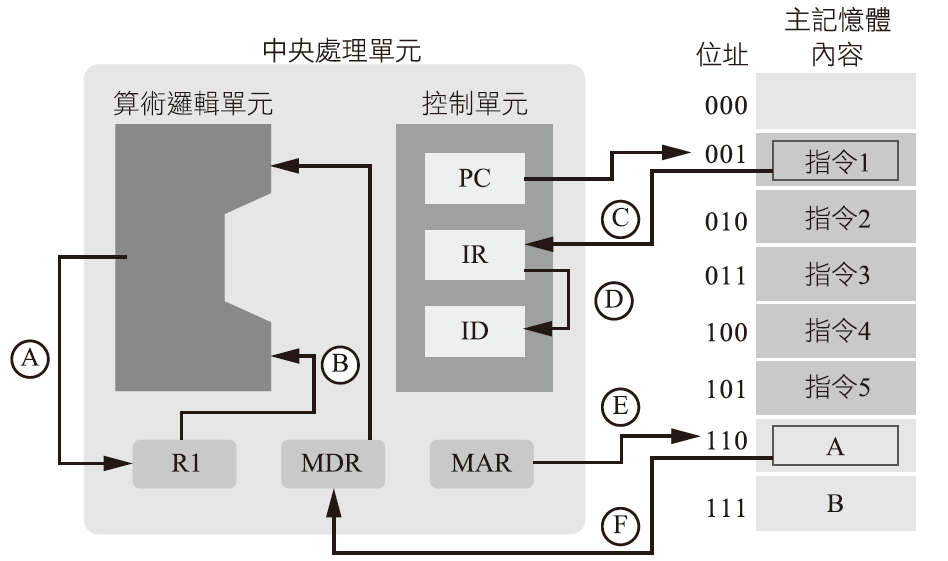 主記憶體
中央處理單元
位址
內容
算術邏輯單元
控制單元
000
PC
001
指令1
C
010
指令2
IR
011
指令3
D
ID
100
指令4
A
B
101
指令5
E
110
A
R1
MDR
MAR
111
B
F